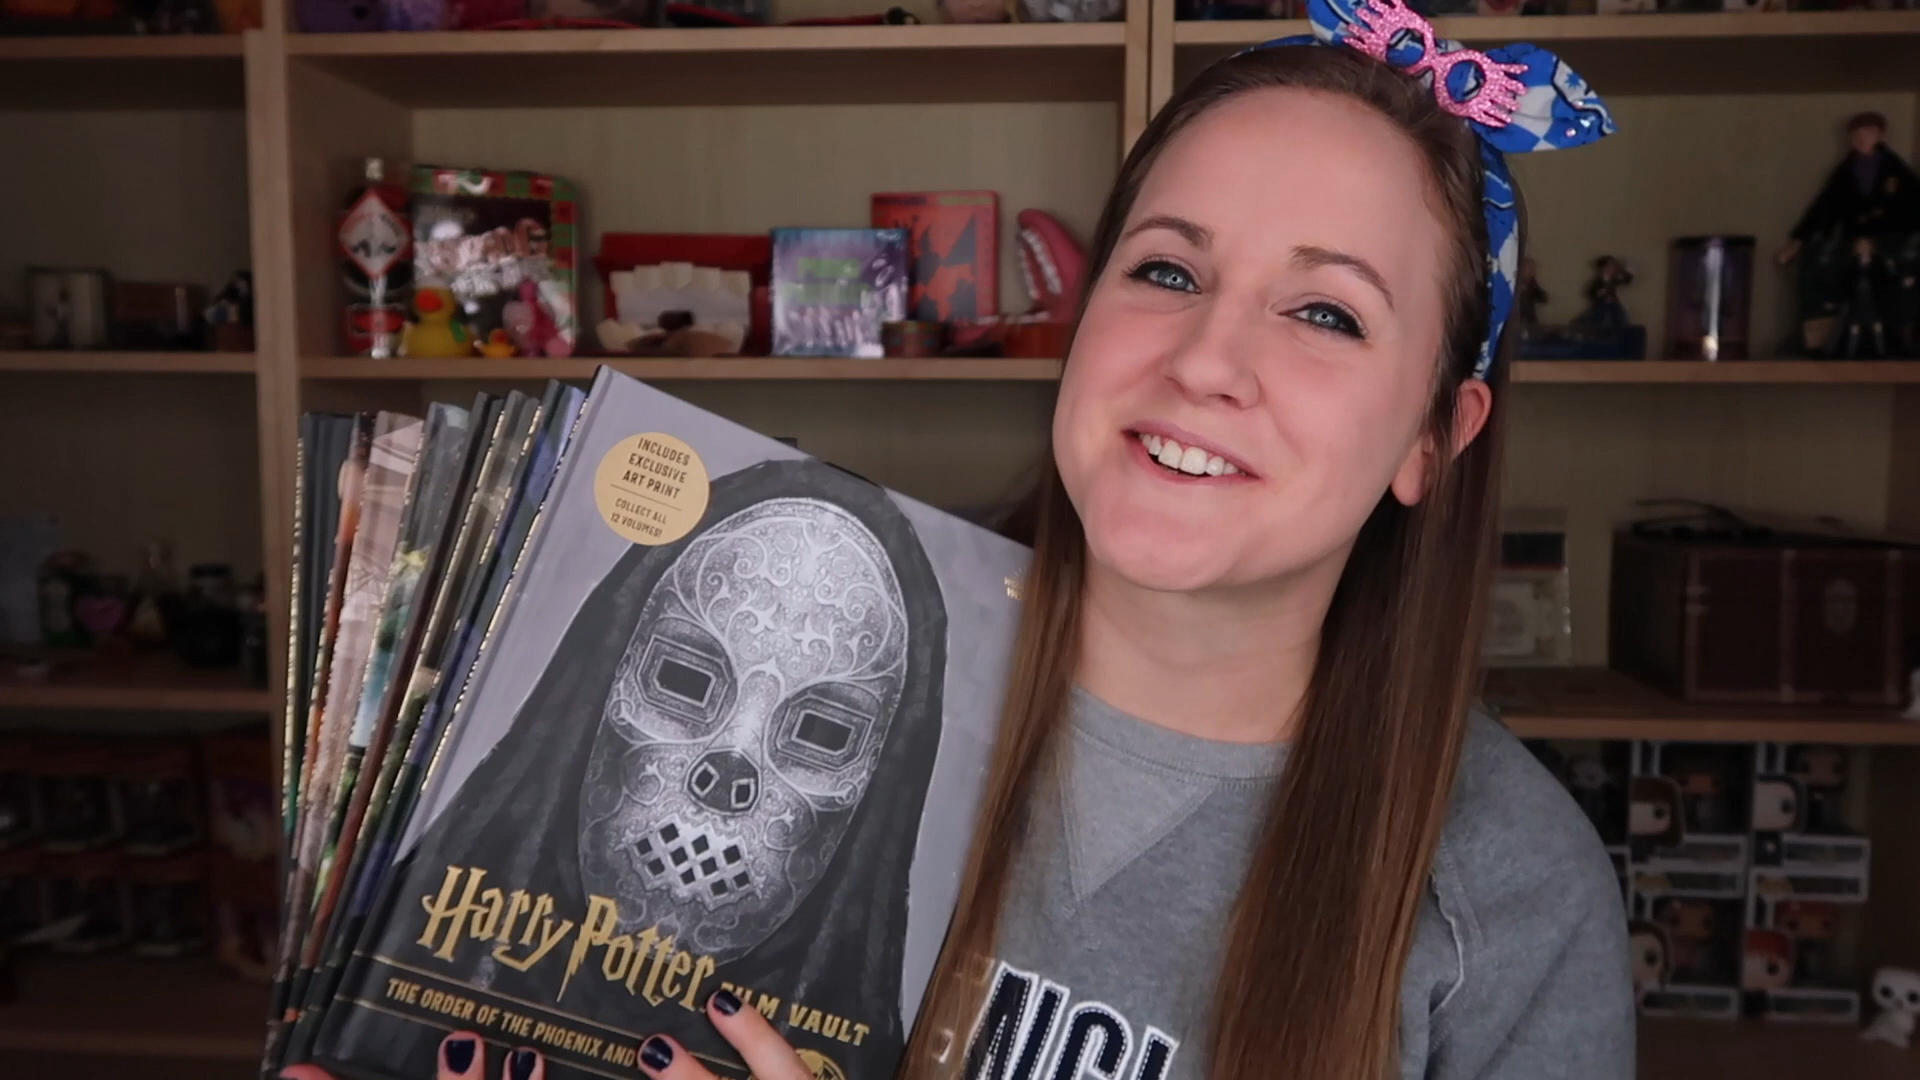 INCLUDES
EXCLUSIVE
ART PRINT
COLLECT ALL
12 VOLUMES!
Harry Potter
FILM VAULT
THE ORDER OF THE PHOENIX AND